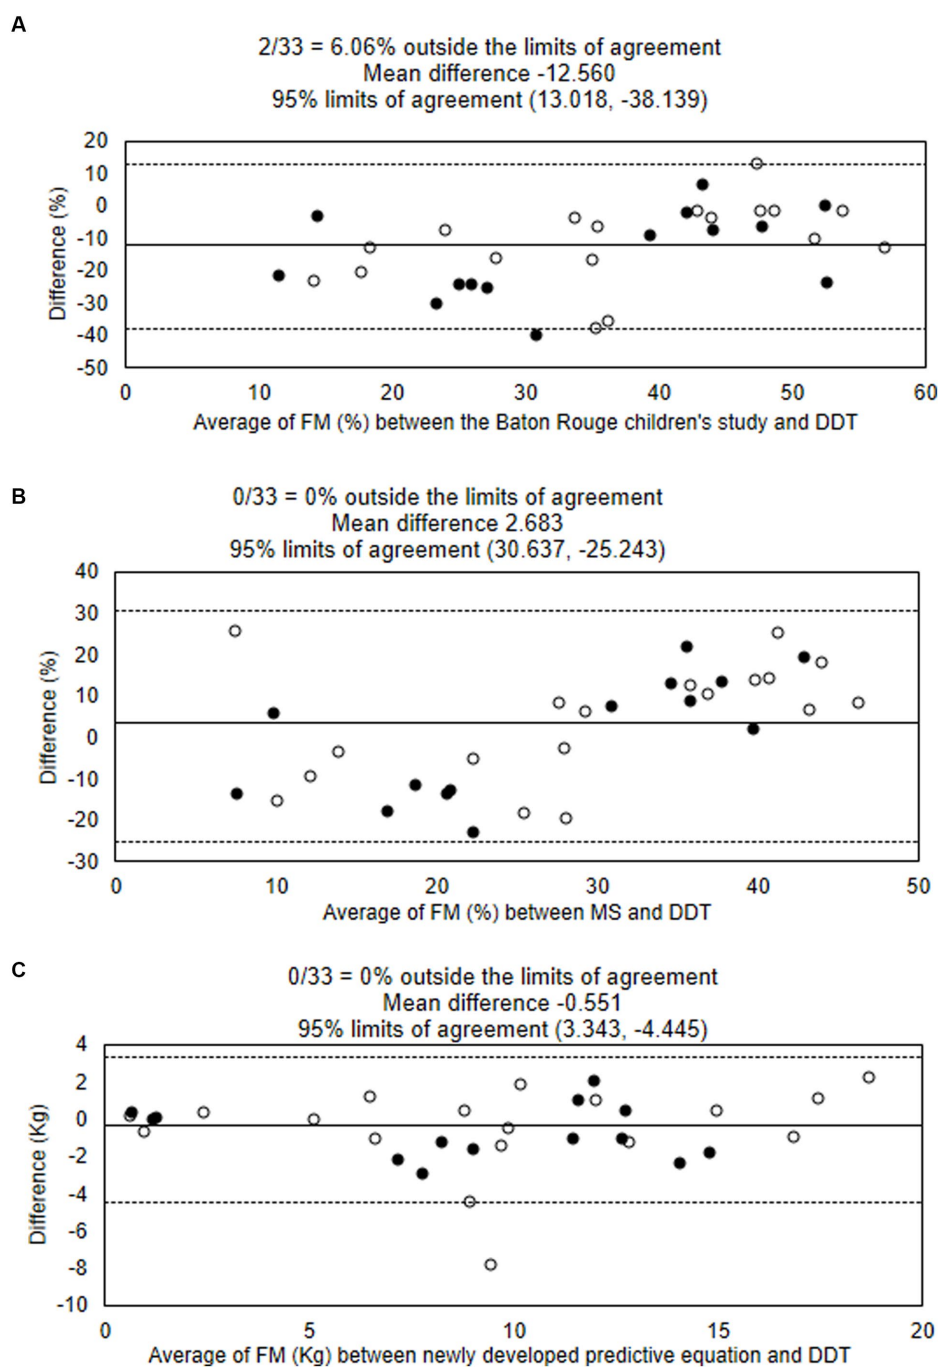 A
2/33 = 6.06% outside the limits of agreement
Mean difference -12.560
95% limits of agreement (13.018, -38.139)
20
10
0
-10
-20
-30
-40
-50
Difference (%)
0 10 20 30 40 50 60
Average of FM (%) between the Baton Rouge children's study and DDT
B
0/33 = 0% outside the limits of agreement
Mean difference 2.683
95% limits of agreement (30.637, -25.243)
40
30
20
10
0
-10
-20
-30
Difference (%)
0 10 20 30 40 50
Average of FM (%) between MS and DDT
C
0/33 = 0% outside the limits of agreement
Mean difference -0.551
95% limits of agreement (3.343, -4.445)
4
2
0
-2
-4
-6
-8
-10
Difference (Kg)
0 5 10 15 20
Average of FM (Kg) between newly developed predictive equation and DDT